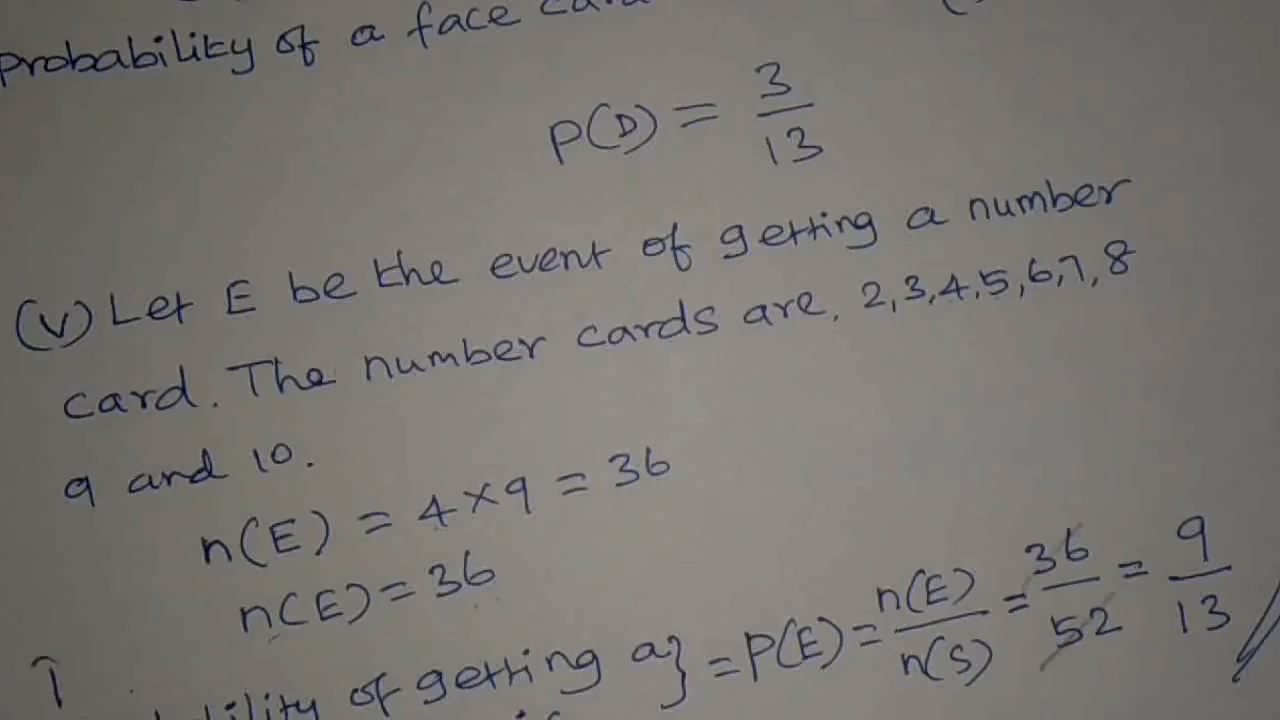 probability of a face
P(D) = 3/13
(v) Let E be the event of getting a number
card. The number cards are, 2,3,4,5,6,7,8
9 and 10.
n(E) = 4×9 = 36
n(E) = 36
of getting a} = P(E) = n(E)/n(S) = 36/52 = 9/13 //